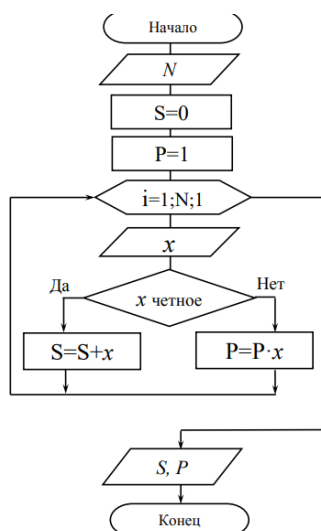 Начало
N
S=0
P=1
i=1;N;1
x
Да
x четное
Нет
S=S+x
P=P·x
S, P
Конец